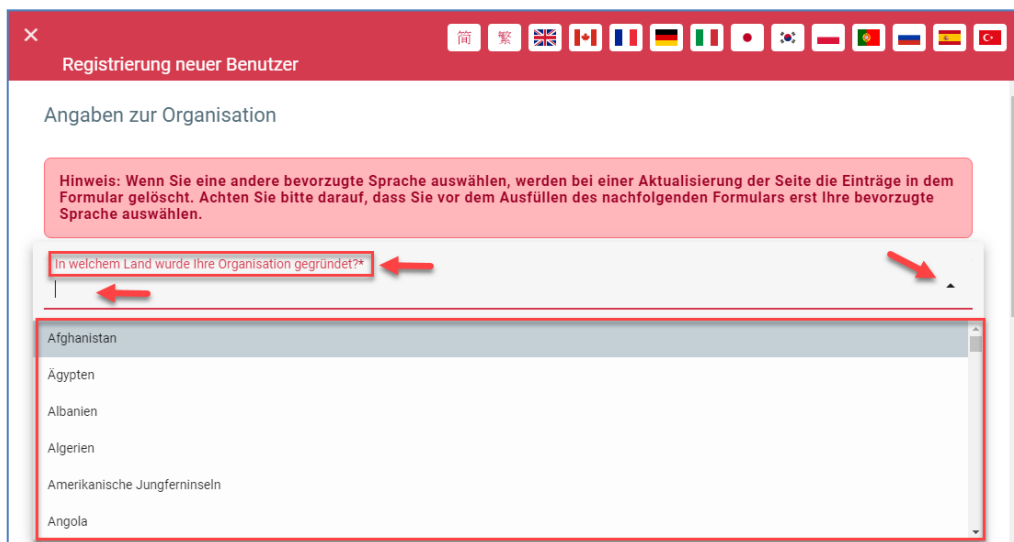 简 繁
Registrierung neuer Benutzer
Angaben zur Organisation
Hinweis: Wenn Sie eine andere bevorzugte Sprache auswählen, werden bei einer Aktualisierung der Seite die Einträge in dem
Formular gelöscht. Achten Sie bitte darauf, dass Sie vor dem Ausfüllen des nachfolgenden Formulars erst Ihre bevorzugte
Sprache auswählen.
In welchem Land wurde Ihre Organisation gegründet?*
Afghanistan
Ägypten
Albanien
Algerien
Amerikanische Jungferninseln
Angola